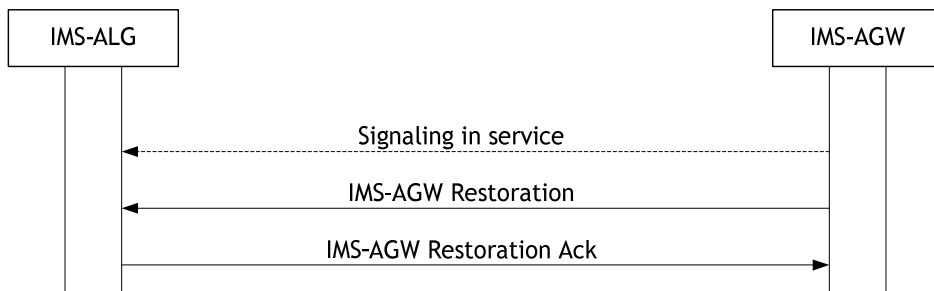 IMS-ALG
IMS-AGW
Signaling in service
IMS-AGW Restoration
IMS-AGW Restoration Ack